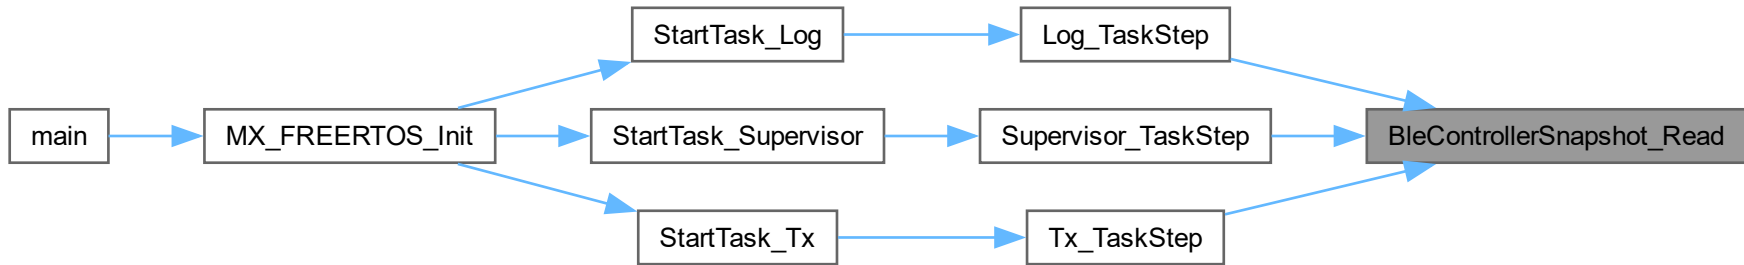 StartTask_Log
Log_TaskStep
main
MX_FREERTOS_Init
StartTask_Supervisor
Supervisor_TaskStep
BleControllerSnapshot_Read
StartTask_Tx
Tx_TaskStep